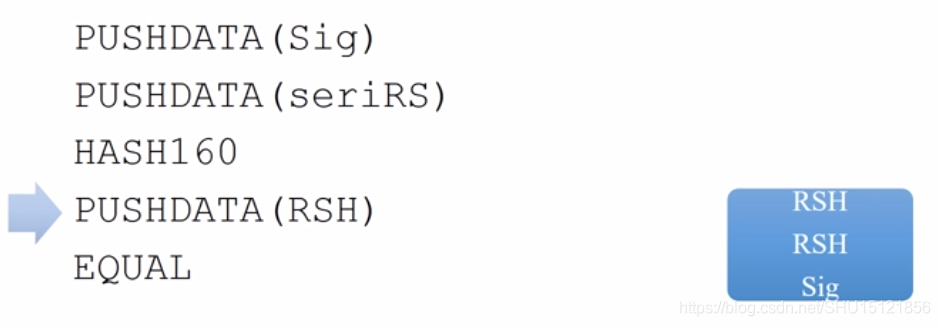 PUSHDATA(Sig)
PUSHDATA(seriRS)
HASH160
PUSHDATA(RSH)
EQUAL
RSH
RSH
Sig
https://blog.csdn.net/SHU15121856